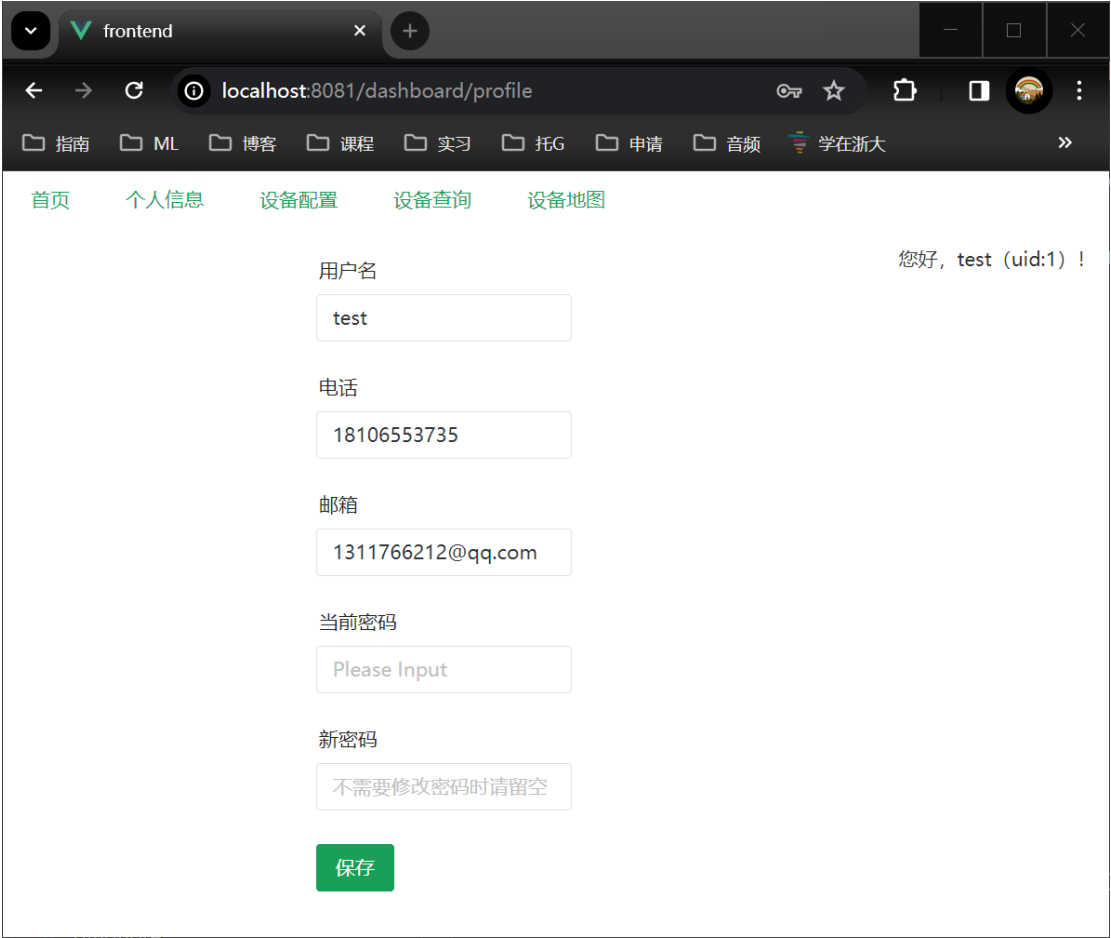 frontend
localhost:8081/dashboard/profile
指南 ML 博客 课程 实习 托G 申请 音频 学在浙大
首页 个人信息 设备配置 设备查询 设备地图
您好，test（uid:1）!
用户名
test
电话
18106553735
邮箱
1311766212@qq.com
当前密码
Please Input
新密码
不需要修改密码时请留空
保存